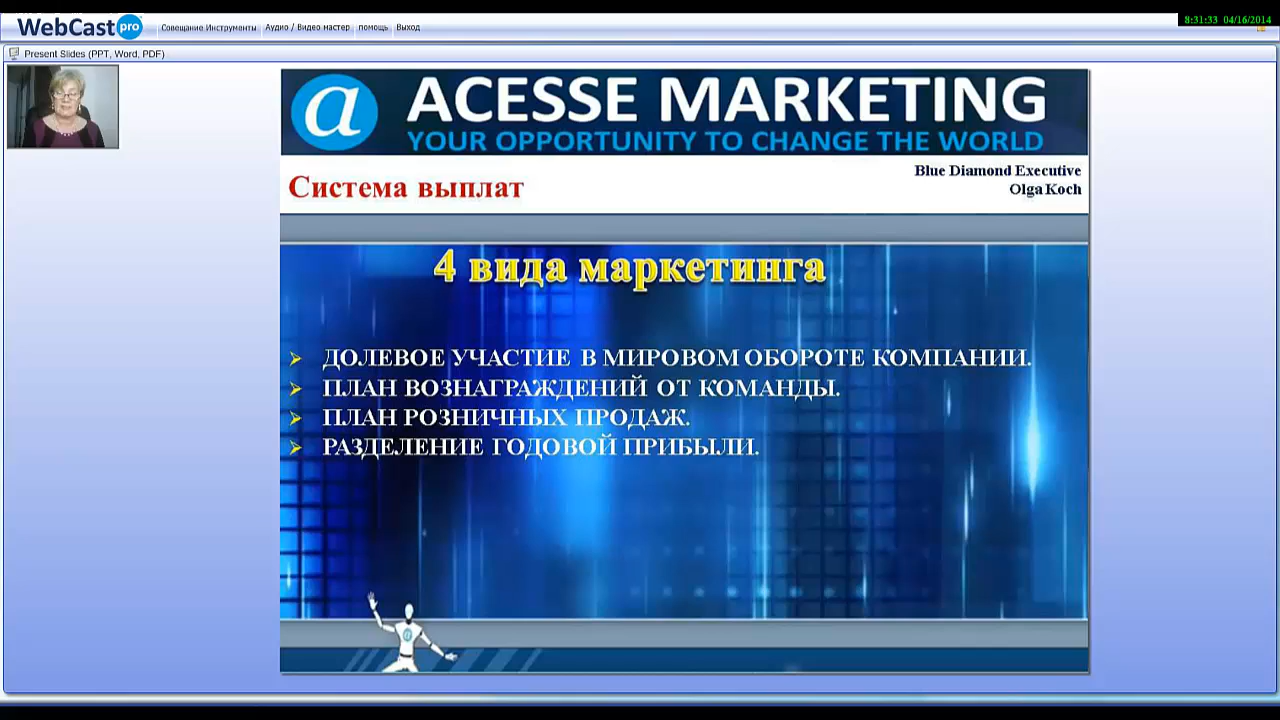 8:31:33 04/16/2014
WebCast pro
Совещание Инструменты Аудио / Видео мастер помощь Выход
Present Slides (PPT, Word, PDF)
a ACESSE MARKETING
YOUR OPPORTUNITY TO CHANGE THE WORLD
Blue Diamond Executive
Olga Koch
Система выплат
4 вида маркетинга
ДОЛЕВОЕ УЧАСТИЕ В МИРОВОМ ОБОРОТЕ КОМПАНИИ.
ПЛАН ВОЗНАГРАЖДЕНИЙ ОТ КОМАНДЫ.
ПЛАН РОЗНИЧНЫХ ПРОДАЖ.
РАЗДЕЛЕНИЕ ГОДОВОЙ ПРИБЫЛИ.